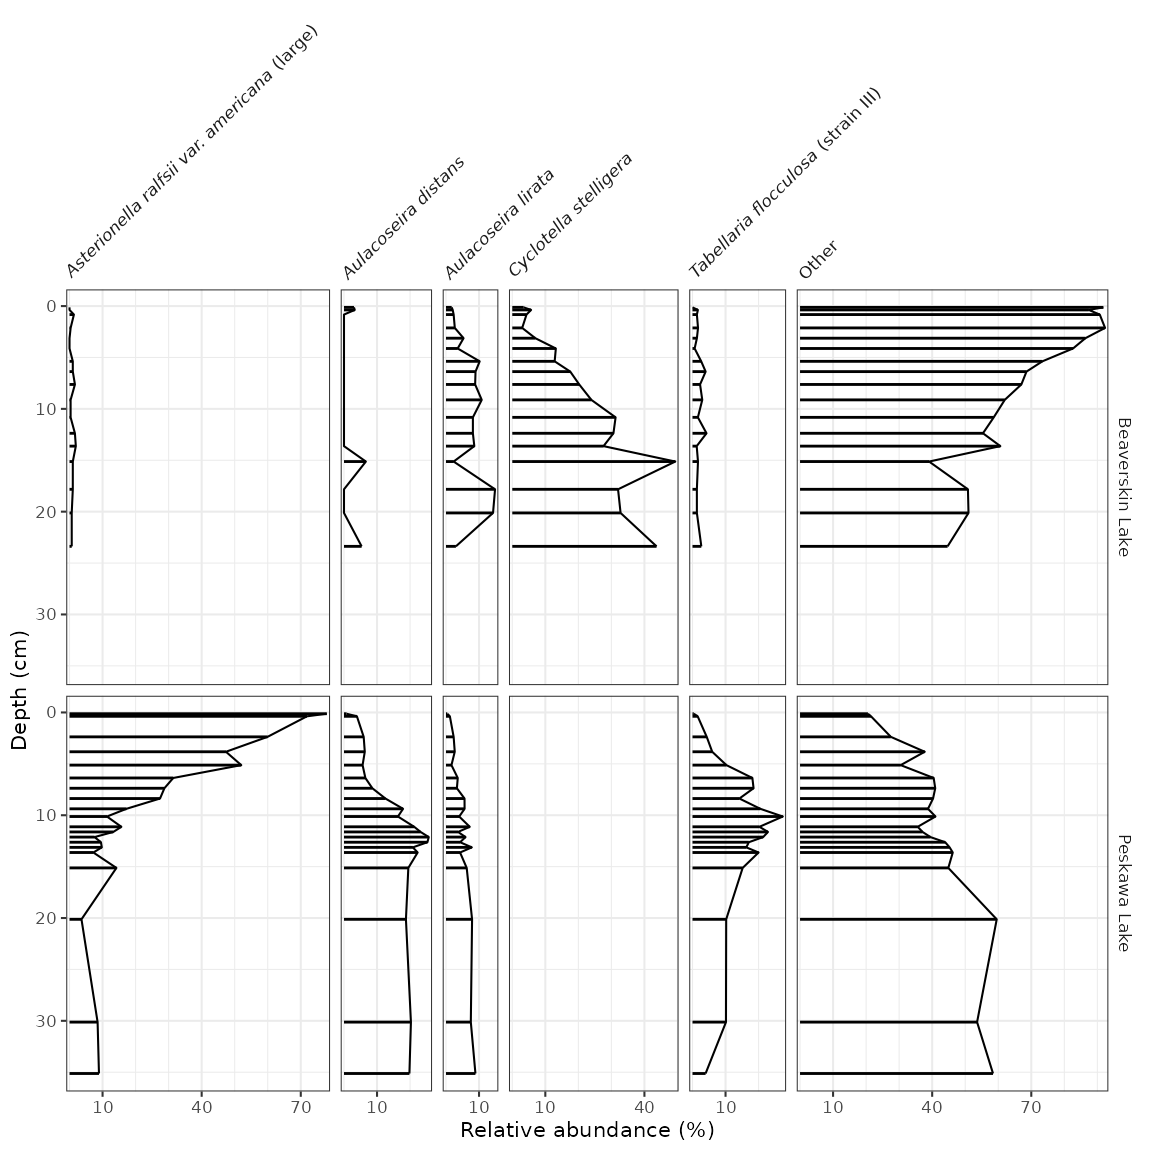 Asterionella ralfsii var. americana (large)
Aulacoseira distans
Aulacoseira lirata
Cyclotella stelligera
Tabellaria flocculosa (strain III)
Other
0
10
20
30
Beaverskin Lake
0
10
20
30
Peskawa Lake
Depth (cm)
10 40 70 10 10 10 40 10 10 40 70
Relative abundance (%)